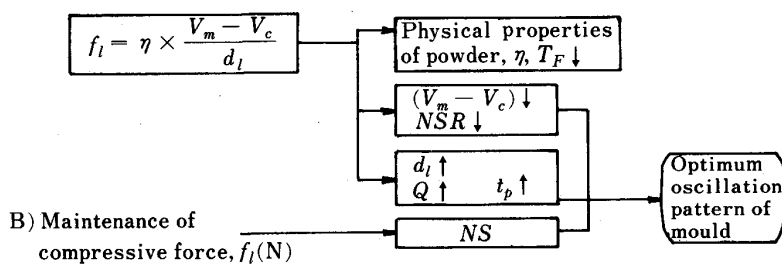 f_l = η × (V_m − V_c) / d_l
Physical properties
of powder, η, T_F ↓
(V_m − V_c) ↓
NSR ↓
d_l ↑
Q ↑ t_p ↑
Optimum
oscillation
pattern of
mould
B) Maintenance of
compressive force, f_l(N)
NS